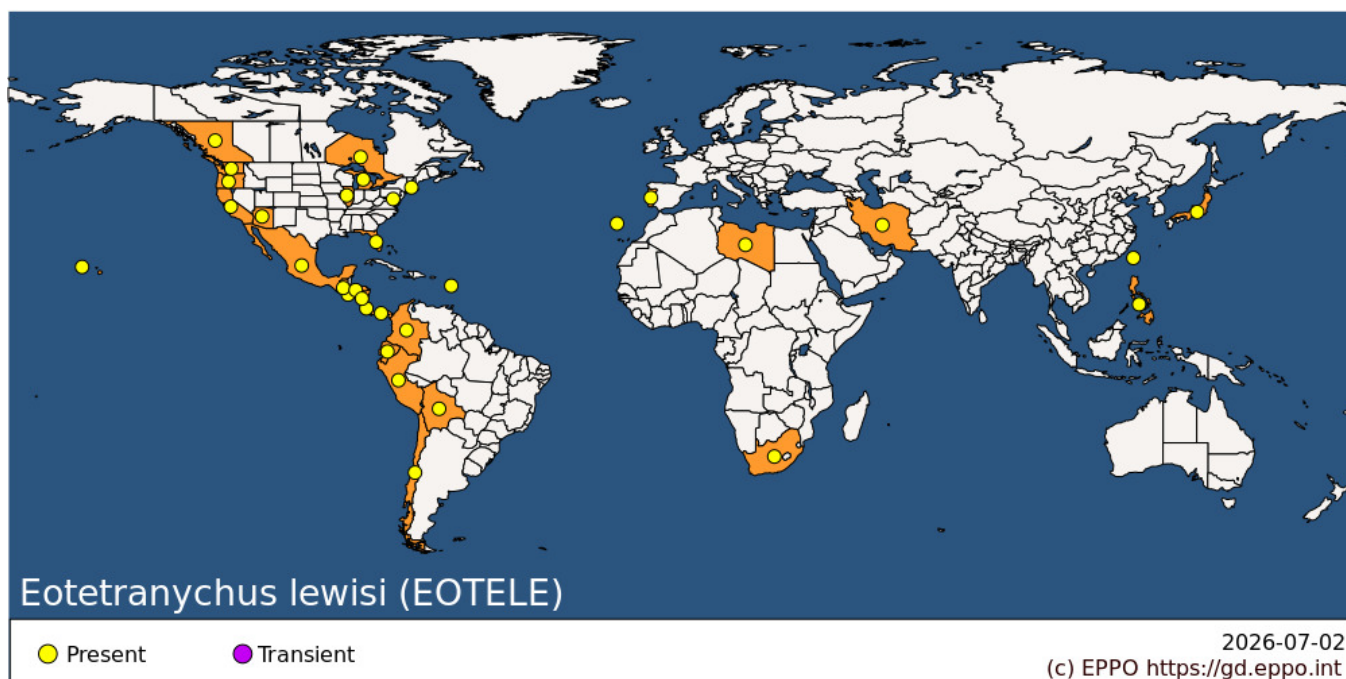 Eotetranychus lewisi (EOTELE)
Present
Transient
2026-07-02
(c) EPPO https://gd.eppo.int